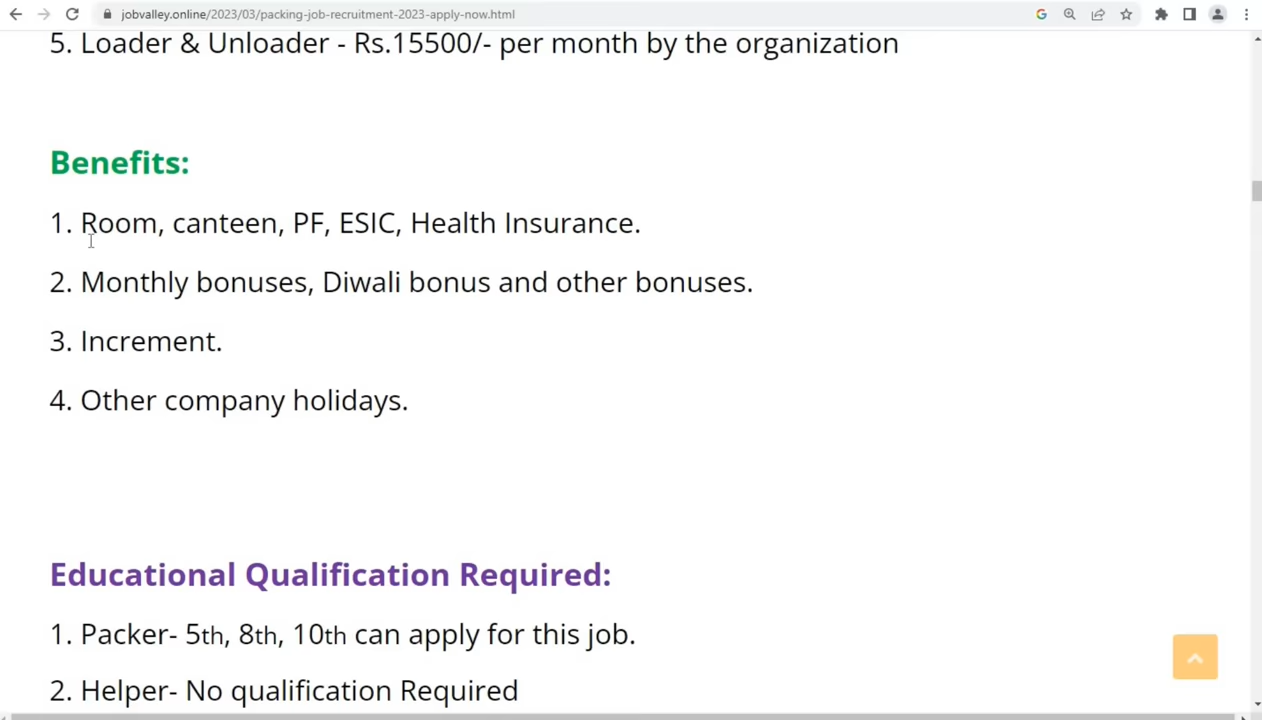 jobvalley.online/2023/03/packing-job-recruitment-2023-apply-now.html
5. Loader & Unloader - Rs.15500/- per month by the organization
Benefits:
1. Room, canteen, PF, ESIC, Health Insurance.
2. Monthly bonuses, Diwali bonus and other bonuses.
3. Increment.
4. Other company holidays.
Educational Qualification Required:
1. Packer- 5th, 8th, 10th can apply for this job.
2. Helper- No qualification Required